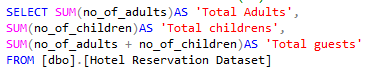 SELECT SUM(no_of_adults)AS 'Total Adults',
SUM(no_of_children)AS 'Total childrens',
SUM(no_of_adults + no_of_children)AS 'Total guests'
FROM [dbo].[Hotel Reservation Dataset]